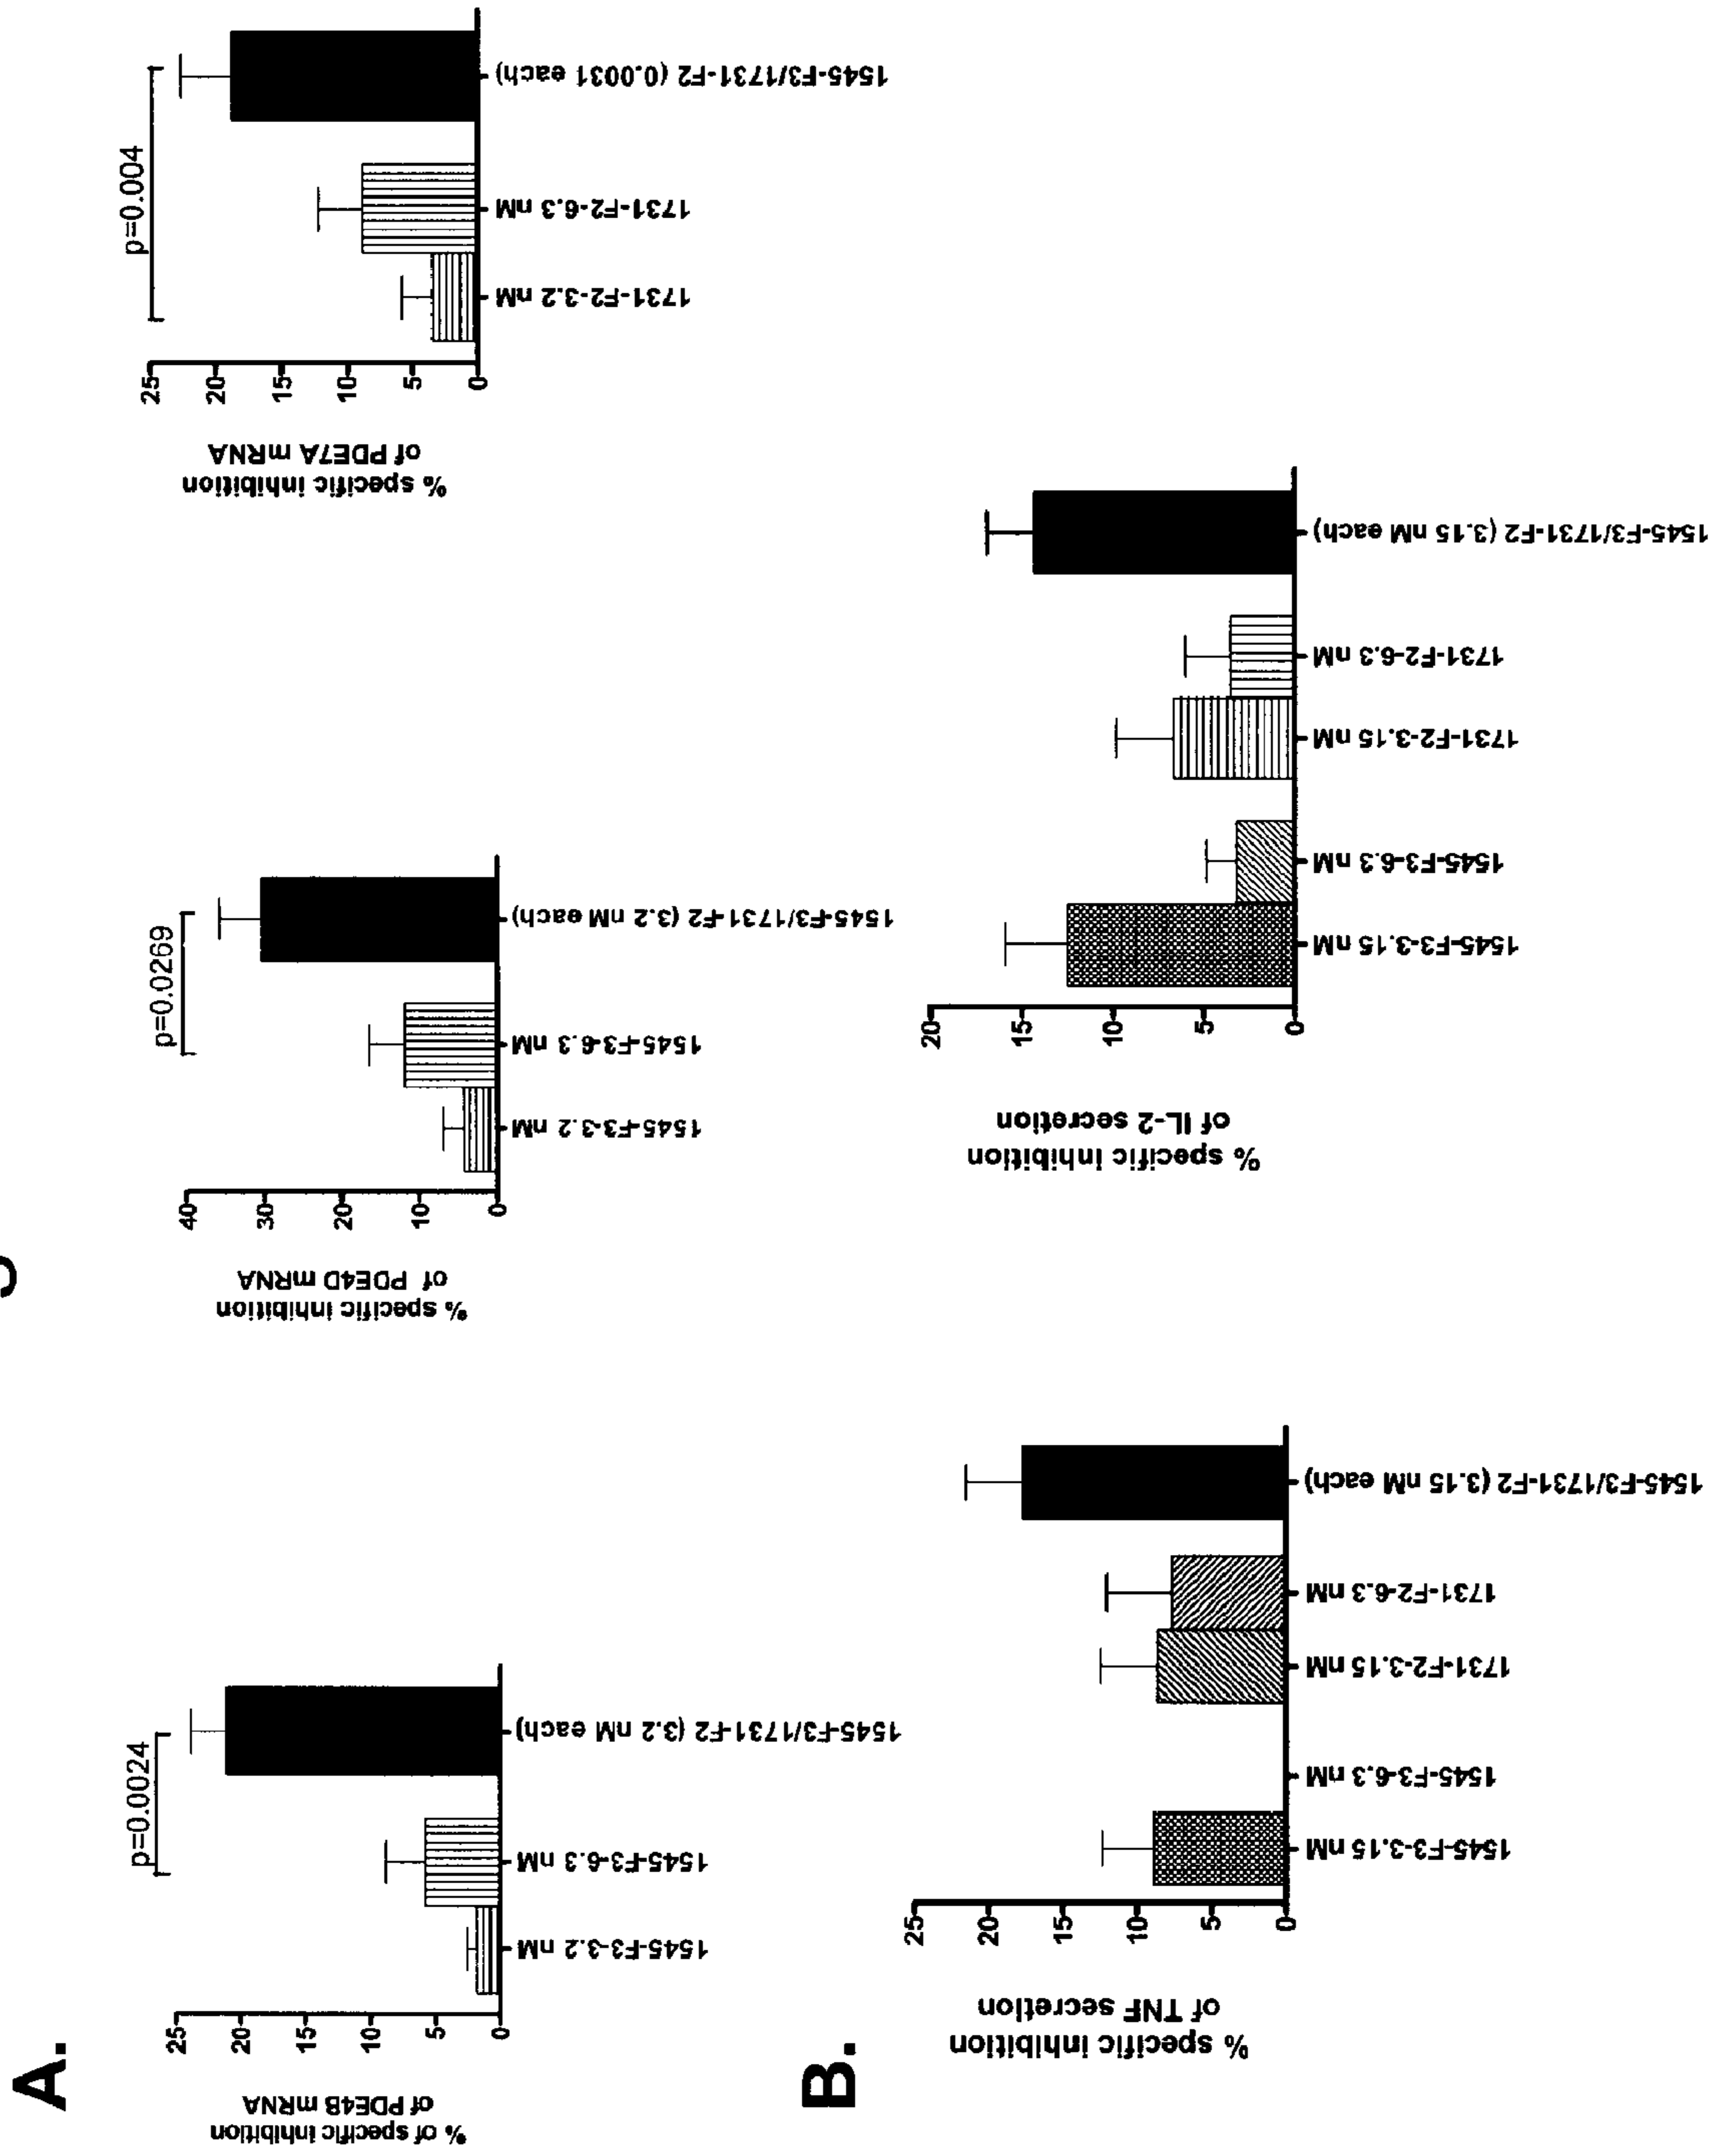 A.
% of specific inhibition
of PDE4B mRNA
25
20
15
10
5
0
p=0.0024
1545-F3-3.2 nM
1545-F3-6.3 nM
1545-F3/1731-F2 (3.2 nM each)
% specific inhibition
of PDE4D mRNA
40
30
20
10
0
p=0.0269
1545-F3-3.2 nM
1545-F3-6.3 nM
1545-F3/1731-F2 (3.2 nM each)
% specific inhibition
of PDE7A mRNA
25
20
15
10
5
0
p=0.004
1731-F2-3.2 nM
1731-F2-6.3 nM
1545-F3/1731-F2 (0.0031 each)
B.
% specific inhibition
of TNF secretion
25
20
15
10
5
0
1545-F3-3.15 nM
1545-F3-6.3 nM
1731-F2-3.15 nM
1731-F2-6.3 nM
1545-F3/1731-F2 (3.15 nM each)
% specific inhibition
of IL-2 secretion
20
15
10
5
0
1545-F3-3.15 nM
1545-F3-6.3 nM
1731-F2-3.15 nM
1731-F2-6.3 nM
1545-F3/1731-F2 (3.15 nM each)